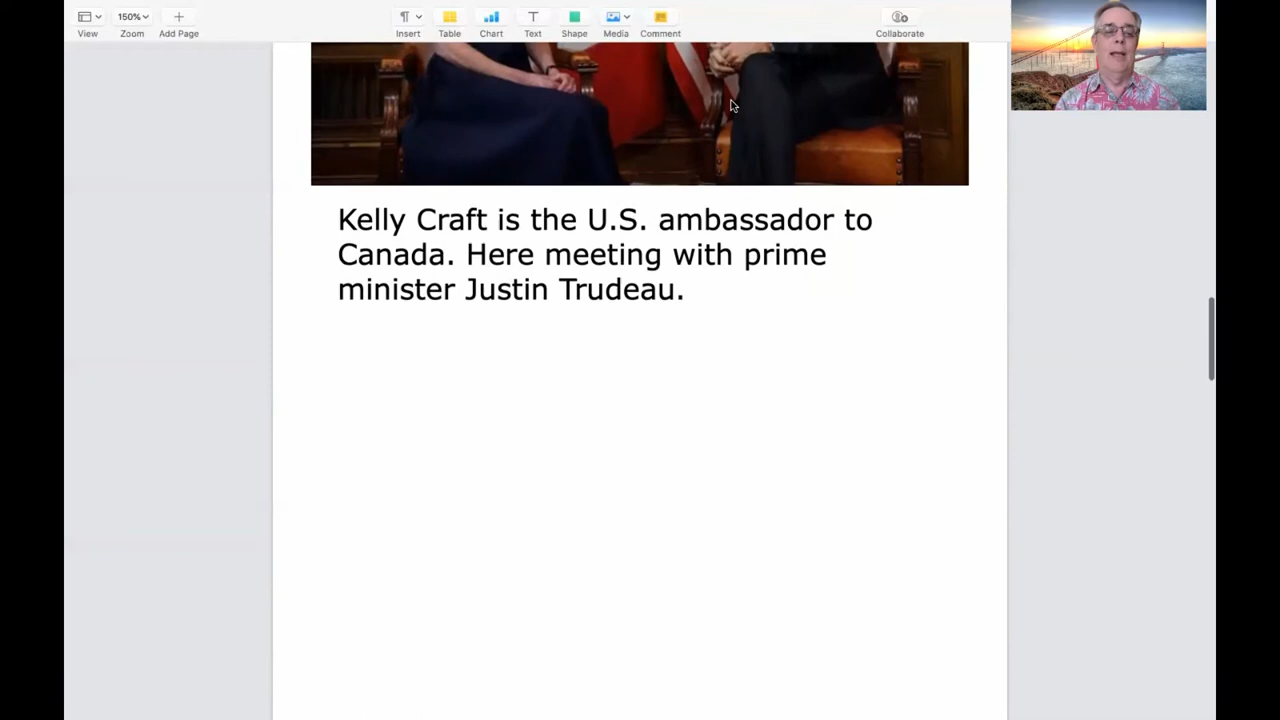 150%
View
Zoom
Add Page
Insert
Table
Chart
Text
Shape
Media
Comment
Collaborate
Kelly Craft is the U.S. ambassador to
Canada. Here meeting with prime
minister Justin Trudeau.